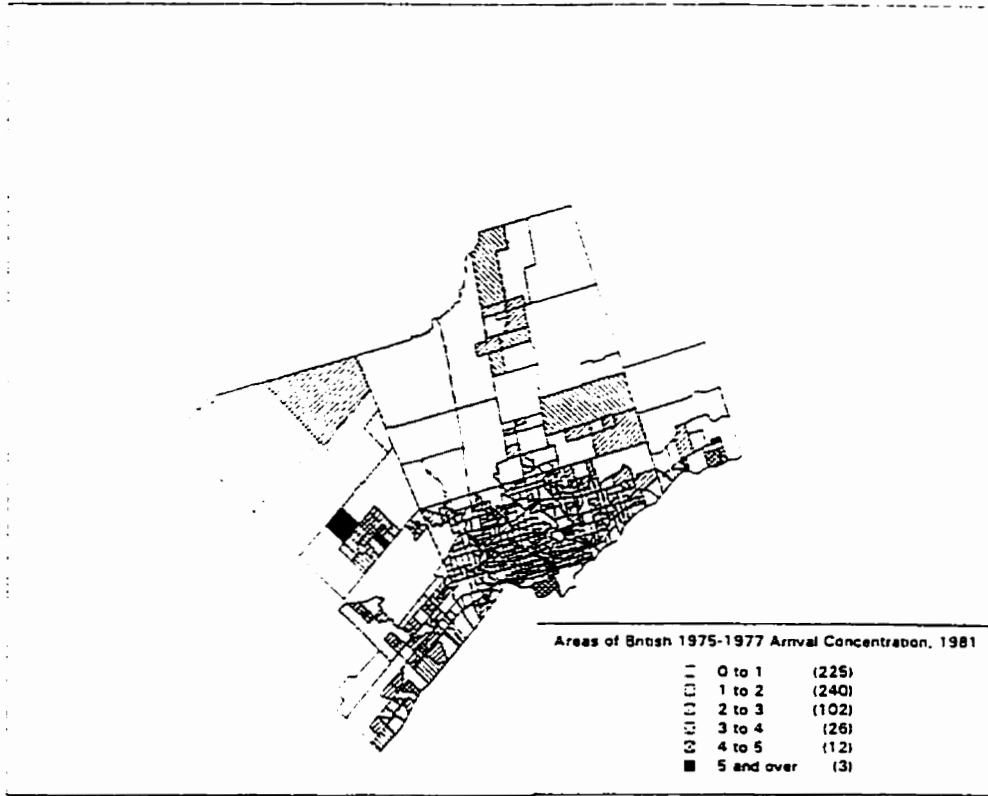 Areas of British 1975-1977 Arrival Concentration, 1981
0 to 1 (225)
1 to 2 (240)
2 to 3 (102)
3 to 4 (26)
4 to 5 (12)
5 and over (3)